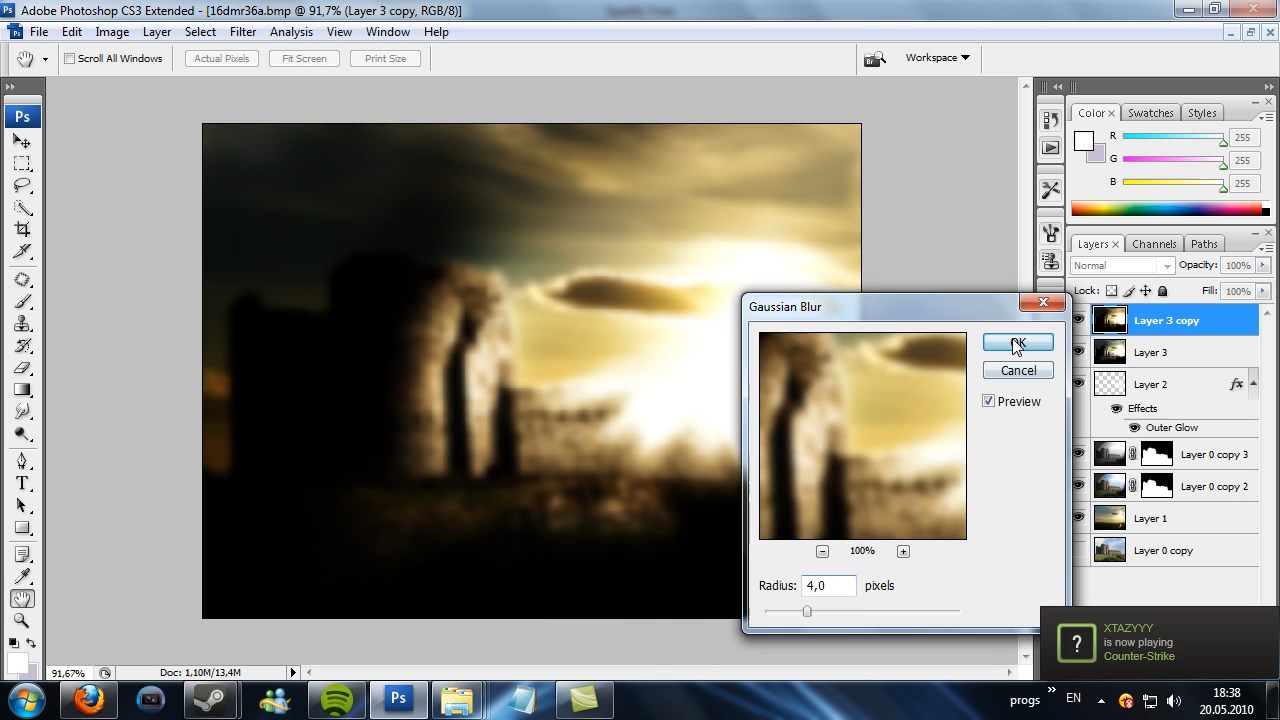 Adobe Photoshop CS3 Extended - [16dmr36a.bmp @ 91,7% (Layer 3 copy, RGB/8)]
File Edit Image Layer Select Filter Analysis View Window Help
Scroll All Windows Actual Pixels Fit Screen Print Size Workspace
Ps
Color Swatches Styles
R 255
G 255
B 255
Layers Channels Paths
Normal Opacity: 100%
Lock: Fill: 100%
Layer 3 copy
Layer 3
Layer 2 fx
Effects
Outer Glow
Layer 0 copy 3
Layer 0 copy 2
Layer 1
Layer 0 copy
Gaussian Blur
OK
Cancel
Preview
100%
Radius: 4,0 pixels
91,67% Doc: 1,10M/13,4M
XTAZYYY
is now playing
Counter-Strike
Ps progs EN 18:38
20.05.2010